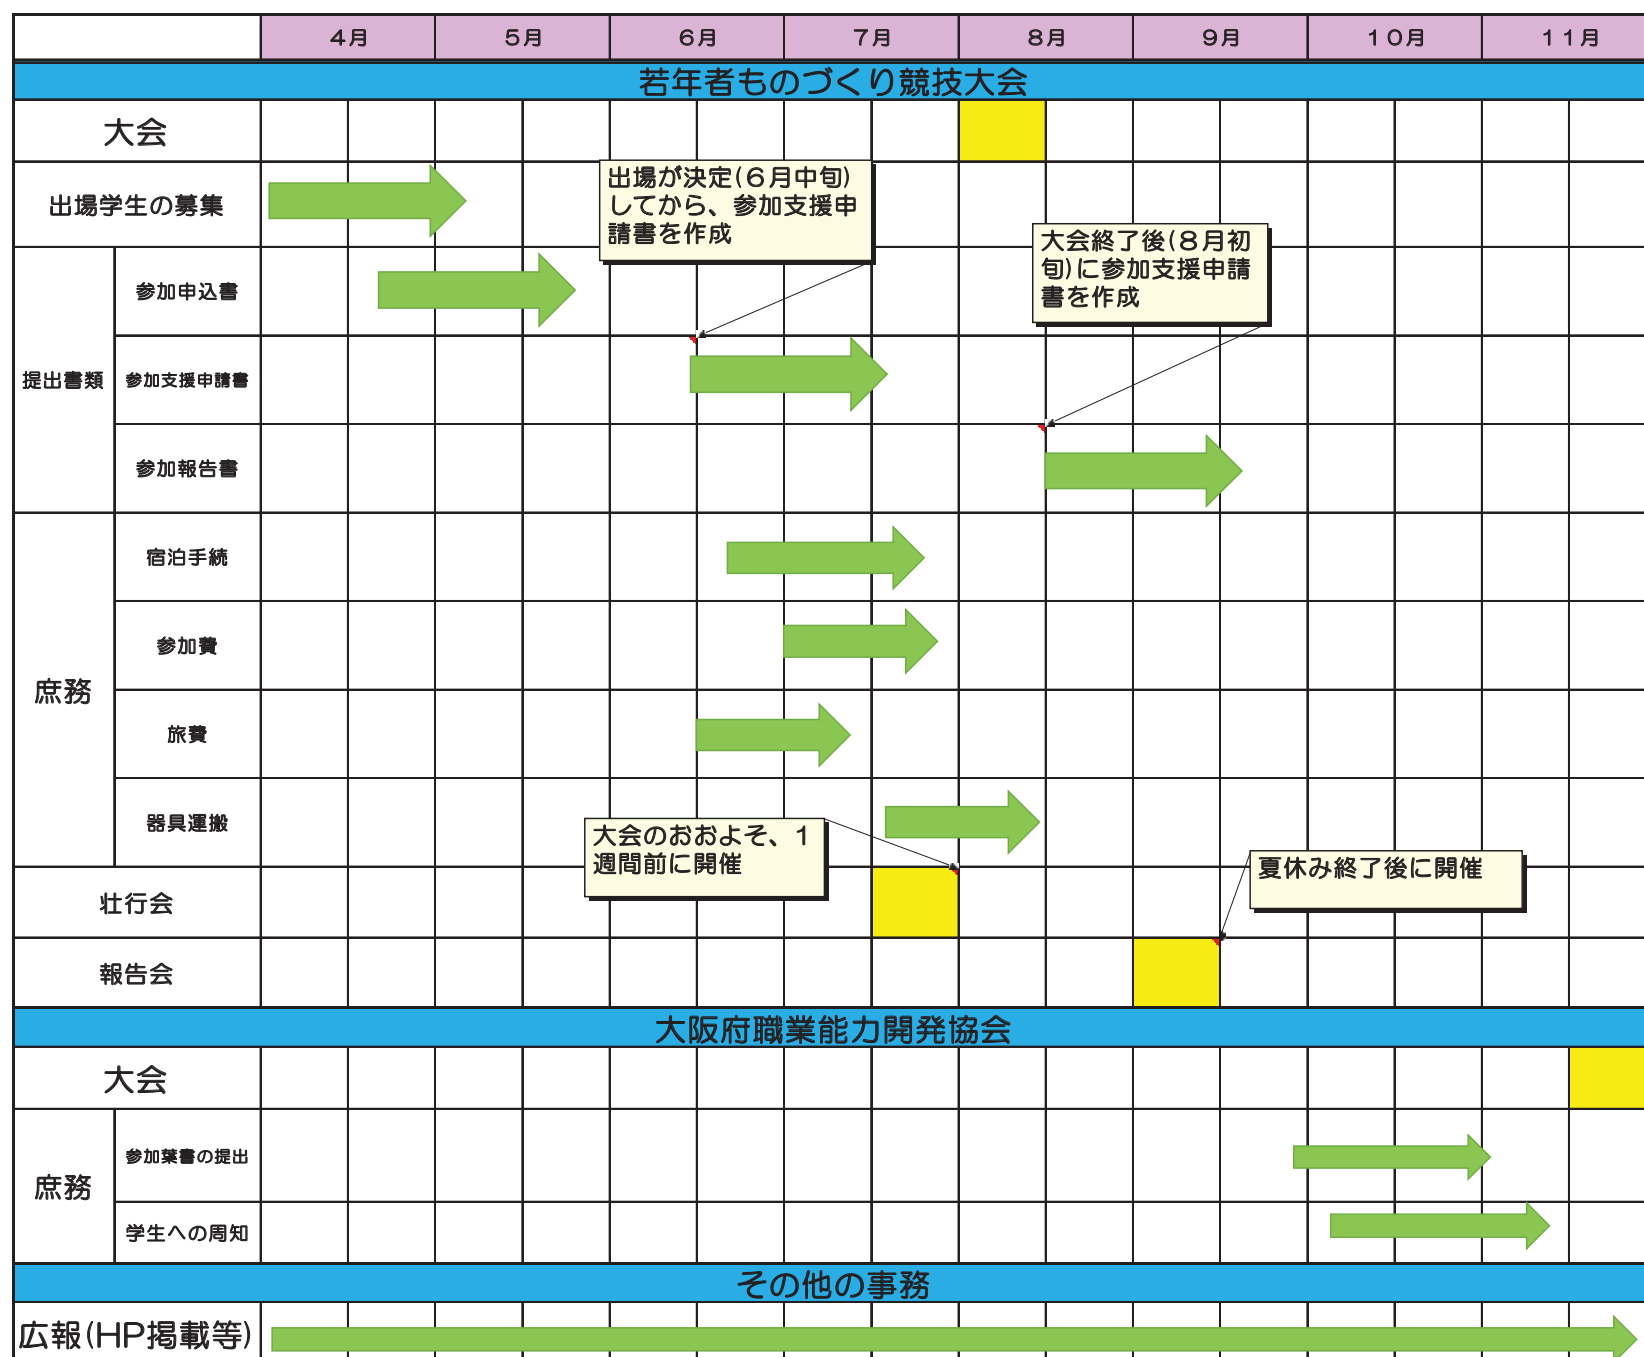 4月 5月 6月 7月 8月 9月 10月 11月
若年者ものづくり競技大会
大会
出場学生の募集
出場が決定(6月中旬)
してから、参加支援申
請書を作成
大会終了後(8月初
旬)に参加支援申請
書を作成
提出書類
参加申込書
参加支援申請書
参加報告書
庶務
宿泊手続
参加費
旅費
器具運搬
大会のおおよそ、1
週間前に開催
壮行会
夏休み終了後に開催
報告会
大阪府職業能力開発協会
大会
庶務
参加葉書の提出
学生への周知
その他の事務
広報(HP掲載等)